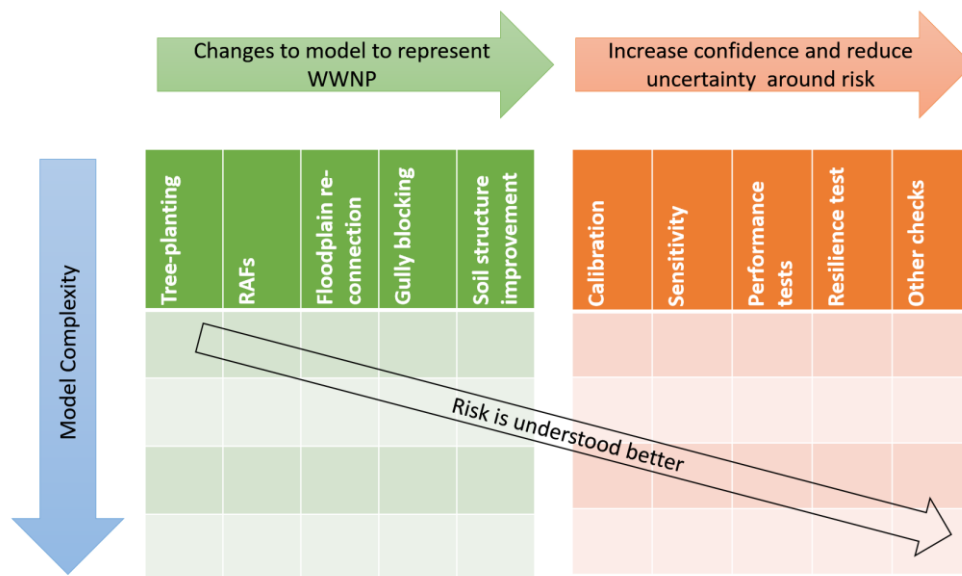 Changes to model to represent
WWNP
Increase confidence and reduce
uncertainty around risk
Model Complexity
Tree-planting
RAFs
Floodplain re-
connection
Gully blocking
Soil structure
improvement
Calibration
Sensitivity
Performance
tests
Resilience test
Other checks
Risk is understood better